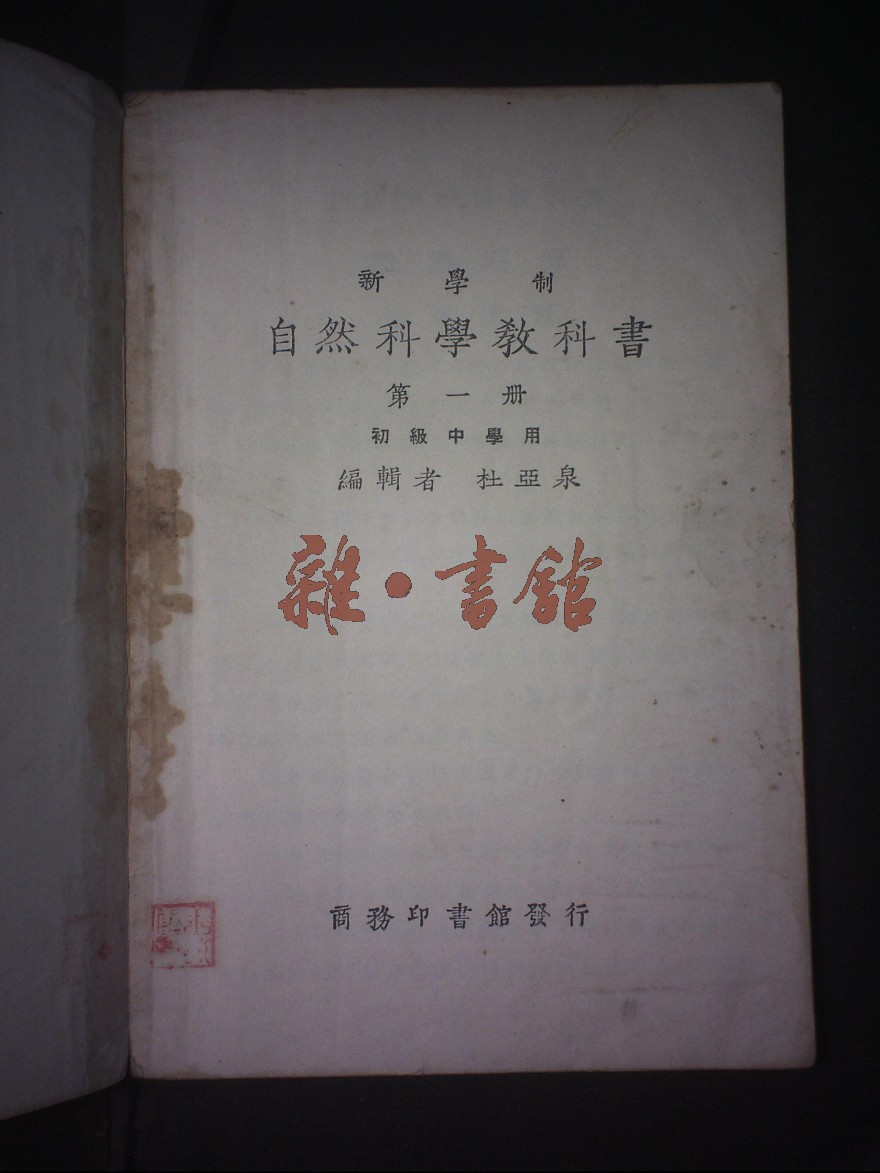 新學制
自然科學教科書
第一册
初級中學用
編輯者 杜亞泉
雜·書館
商務印書館發行